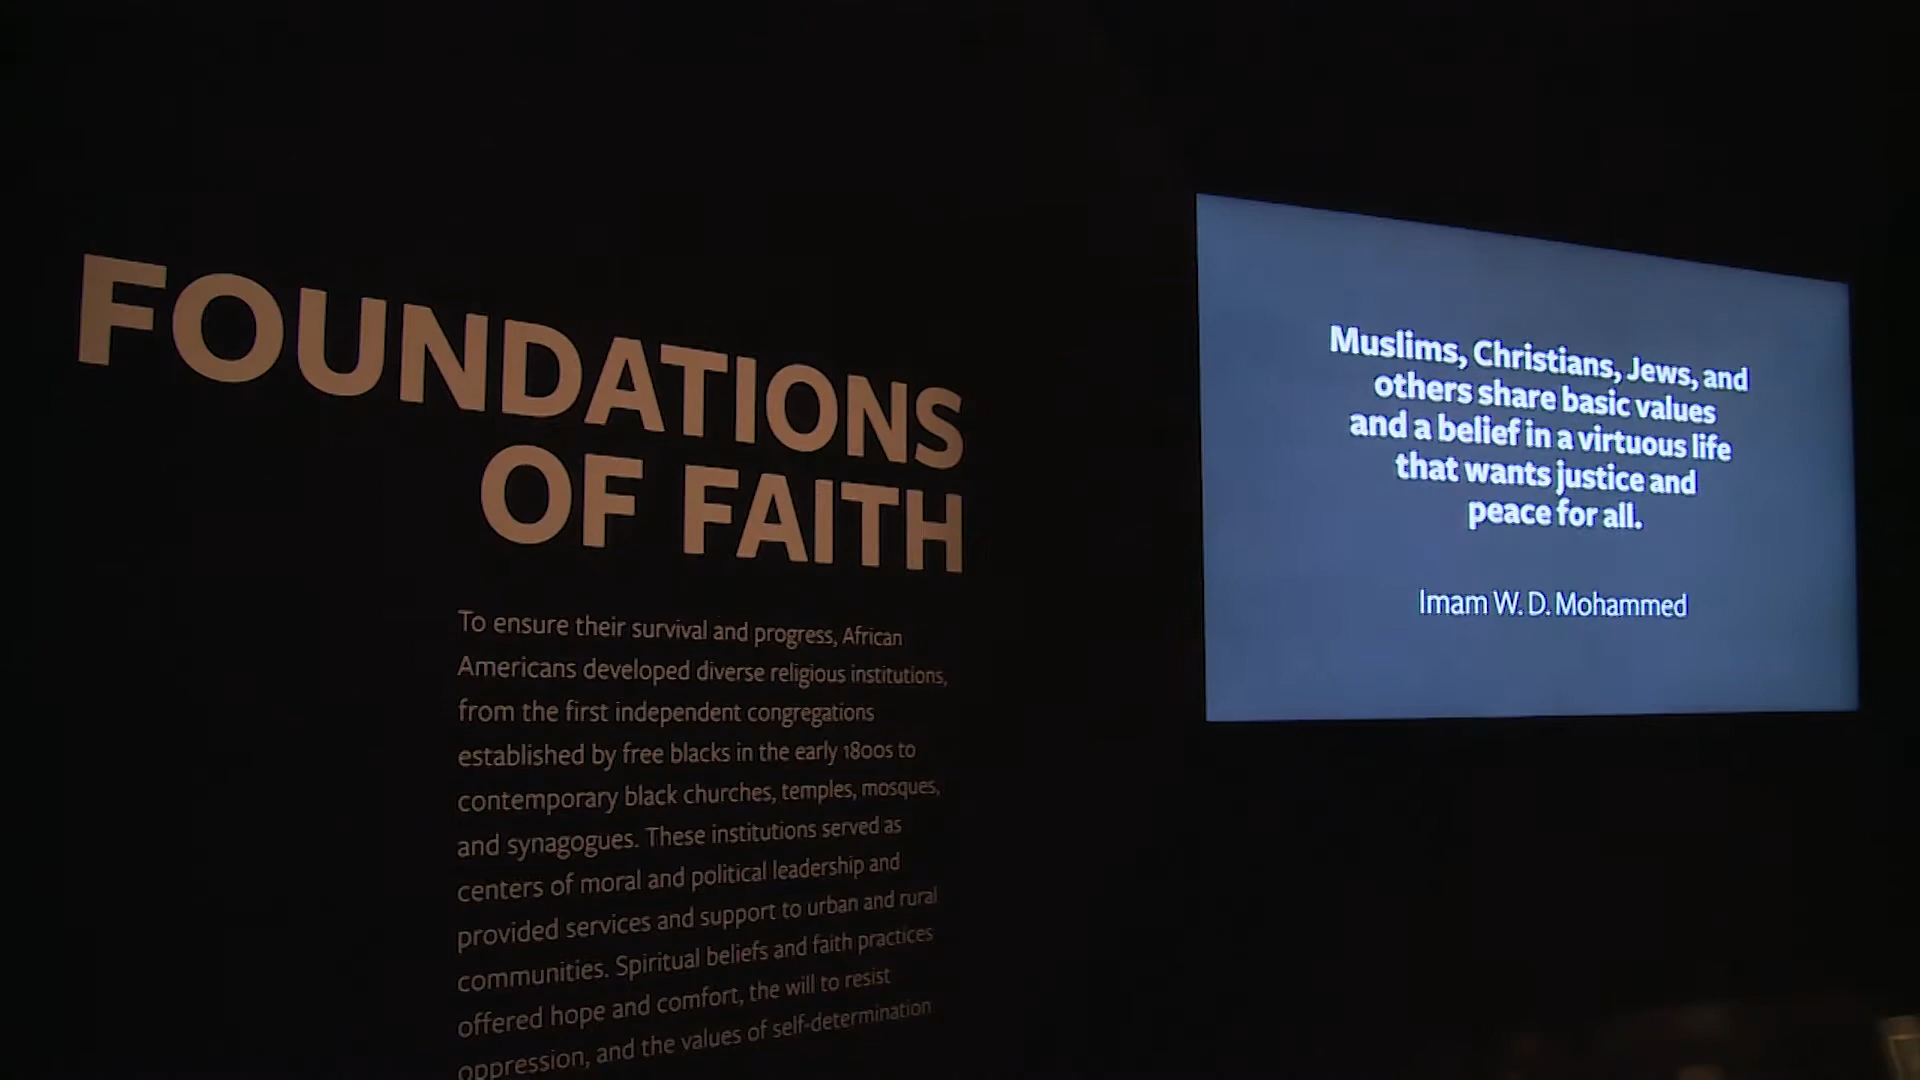 FOUNDATIONS
OF FAITH
To ensure their survival and progress, African
Americans developed diverse religious institutions,
from the first independent congregations
established by free blacks in the early 1800s to
contemporary black churches, temples, mosques,
and synagogues. These institutions served as
centers of moral and political leadership and
provided services and support to urban and rural
communities. Spiritual beliefs and faith practices
offered hope and comfort, the will to resist
oppression, and the values of self-determination
Muslims, Christians, Jews, and
others share basic values
and a belief in a virtuous life
that wants justice and
peace for all.
Imam W. D. Mohammed